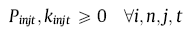 P_{injt}, k_{injt} ⩾ 0 ∀i, n, j, t